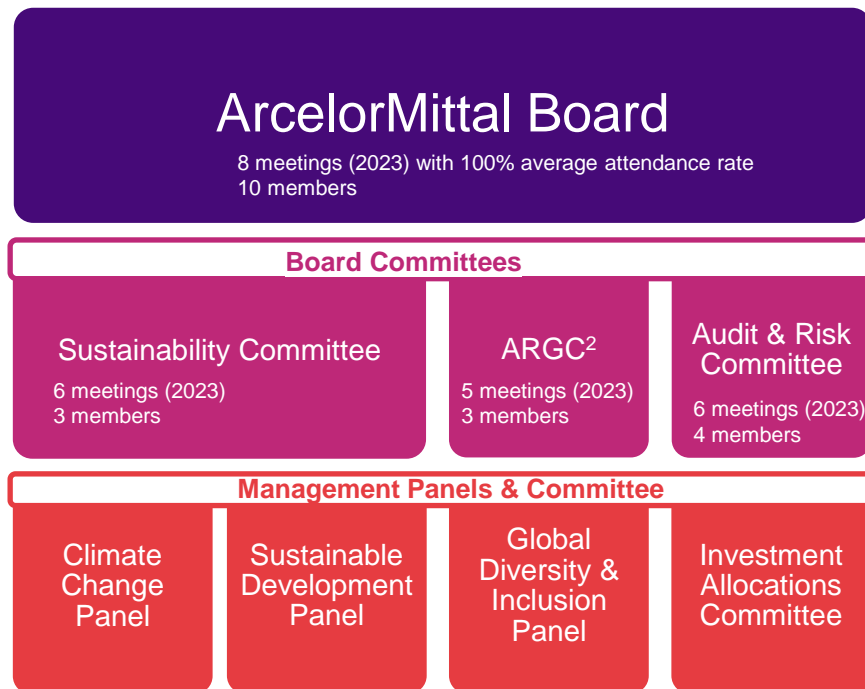 ArcelorMittal Board
8 meetings (2023) with 100% average attendance rate
10 members
Board Committees
Sustainability Committee
6 meetings (2023)
3 members
ARGC²
5 meetings (2023)
3 members
Audit & Risk
Committee
6 meetings (2023)
4 members
Management Panels & Committee
Climate
Change
Panel
Sustainable
Development
Panel
Global
Diversity &
Inclusion
Panel
Investment
Allocations
Committee